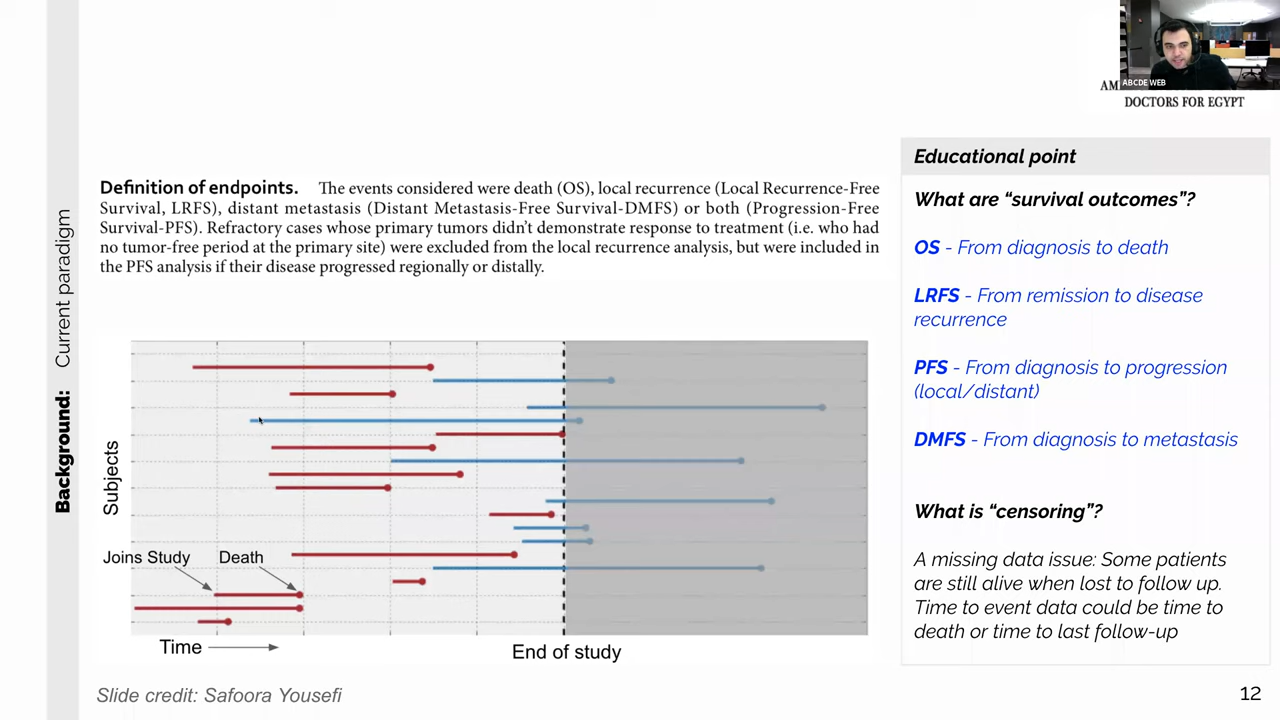 ABCDE WEB
AM
DOCTORS FOR EGYPT
Background: Current paradigm
Definition of endpoints. The events considered were death (OS), local recurrence (Local Recurrence-Free
Survival, LRFS), distant metastasis (Distant Metastasis-Free Survival-DMFS) or both (Progression-Free
Survival-PFS). Refractory cases whose primary tumors didn't demonstrate response to treatment (i.e. who had
no tumor-free period at the primary site) were excluded from the local recurrence analysis, but were included in
the PFS analysis if their disease progressed regionally or distally.
Subjects
Joins Study
Death
Time
End of study
Educational point
What are “survival outcomes”?
OS - From diagnosis to death
LRFS - From remission to disease
recurrence
PFS - From diagnosis to progression
(local/distant)
DMFS - From diagnosis to metastasis
What is “censoring”?
A missing data issue: Some patients
are still alive when lost to follow up.
Time to event data could be time to
death or time to last follow-up
Slide credit: Safoora Yousefi
12